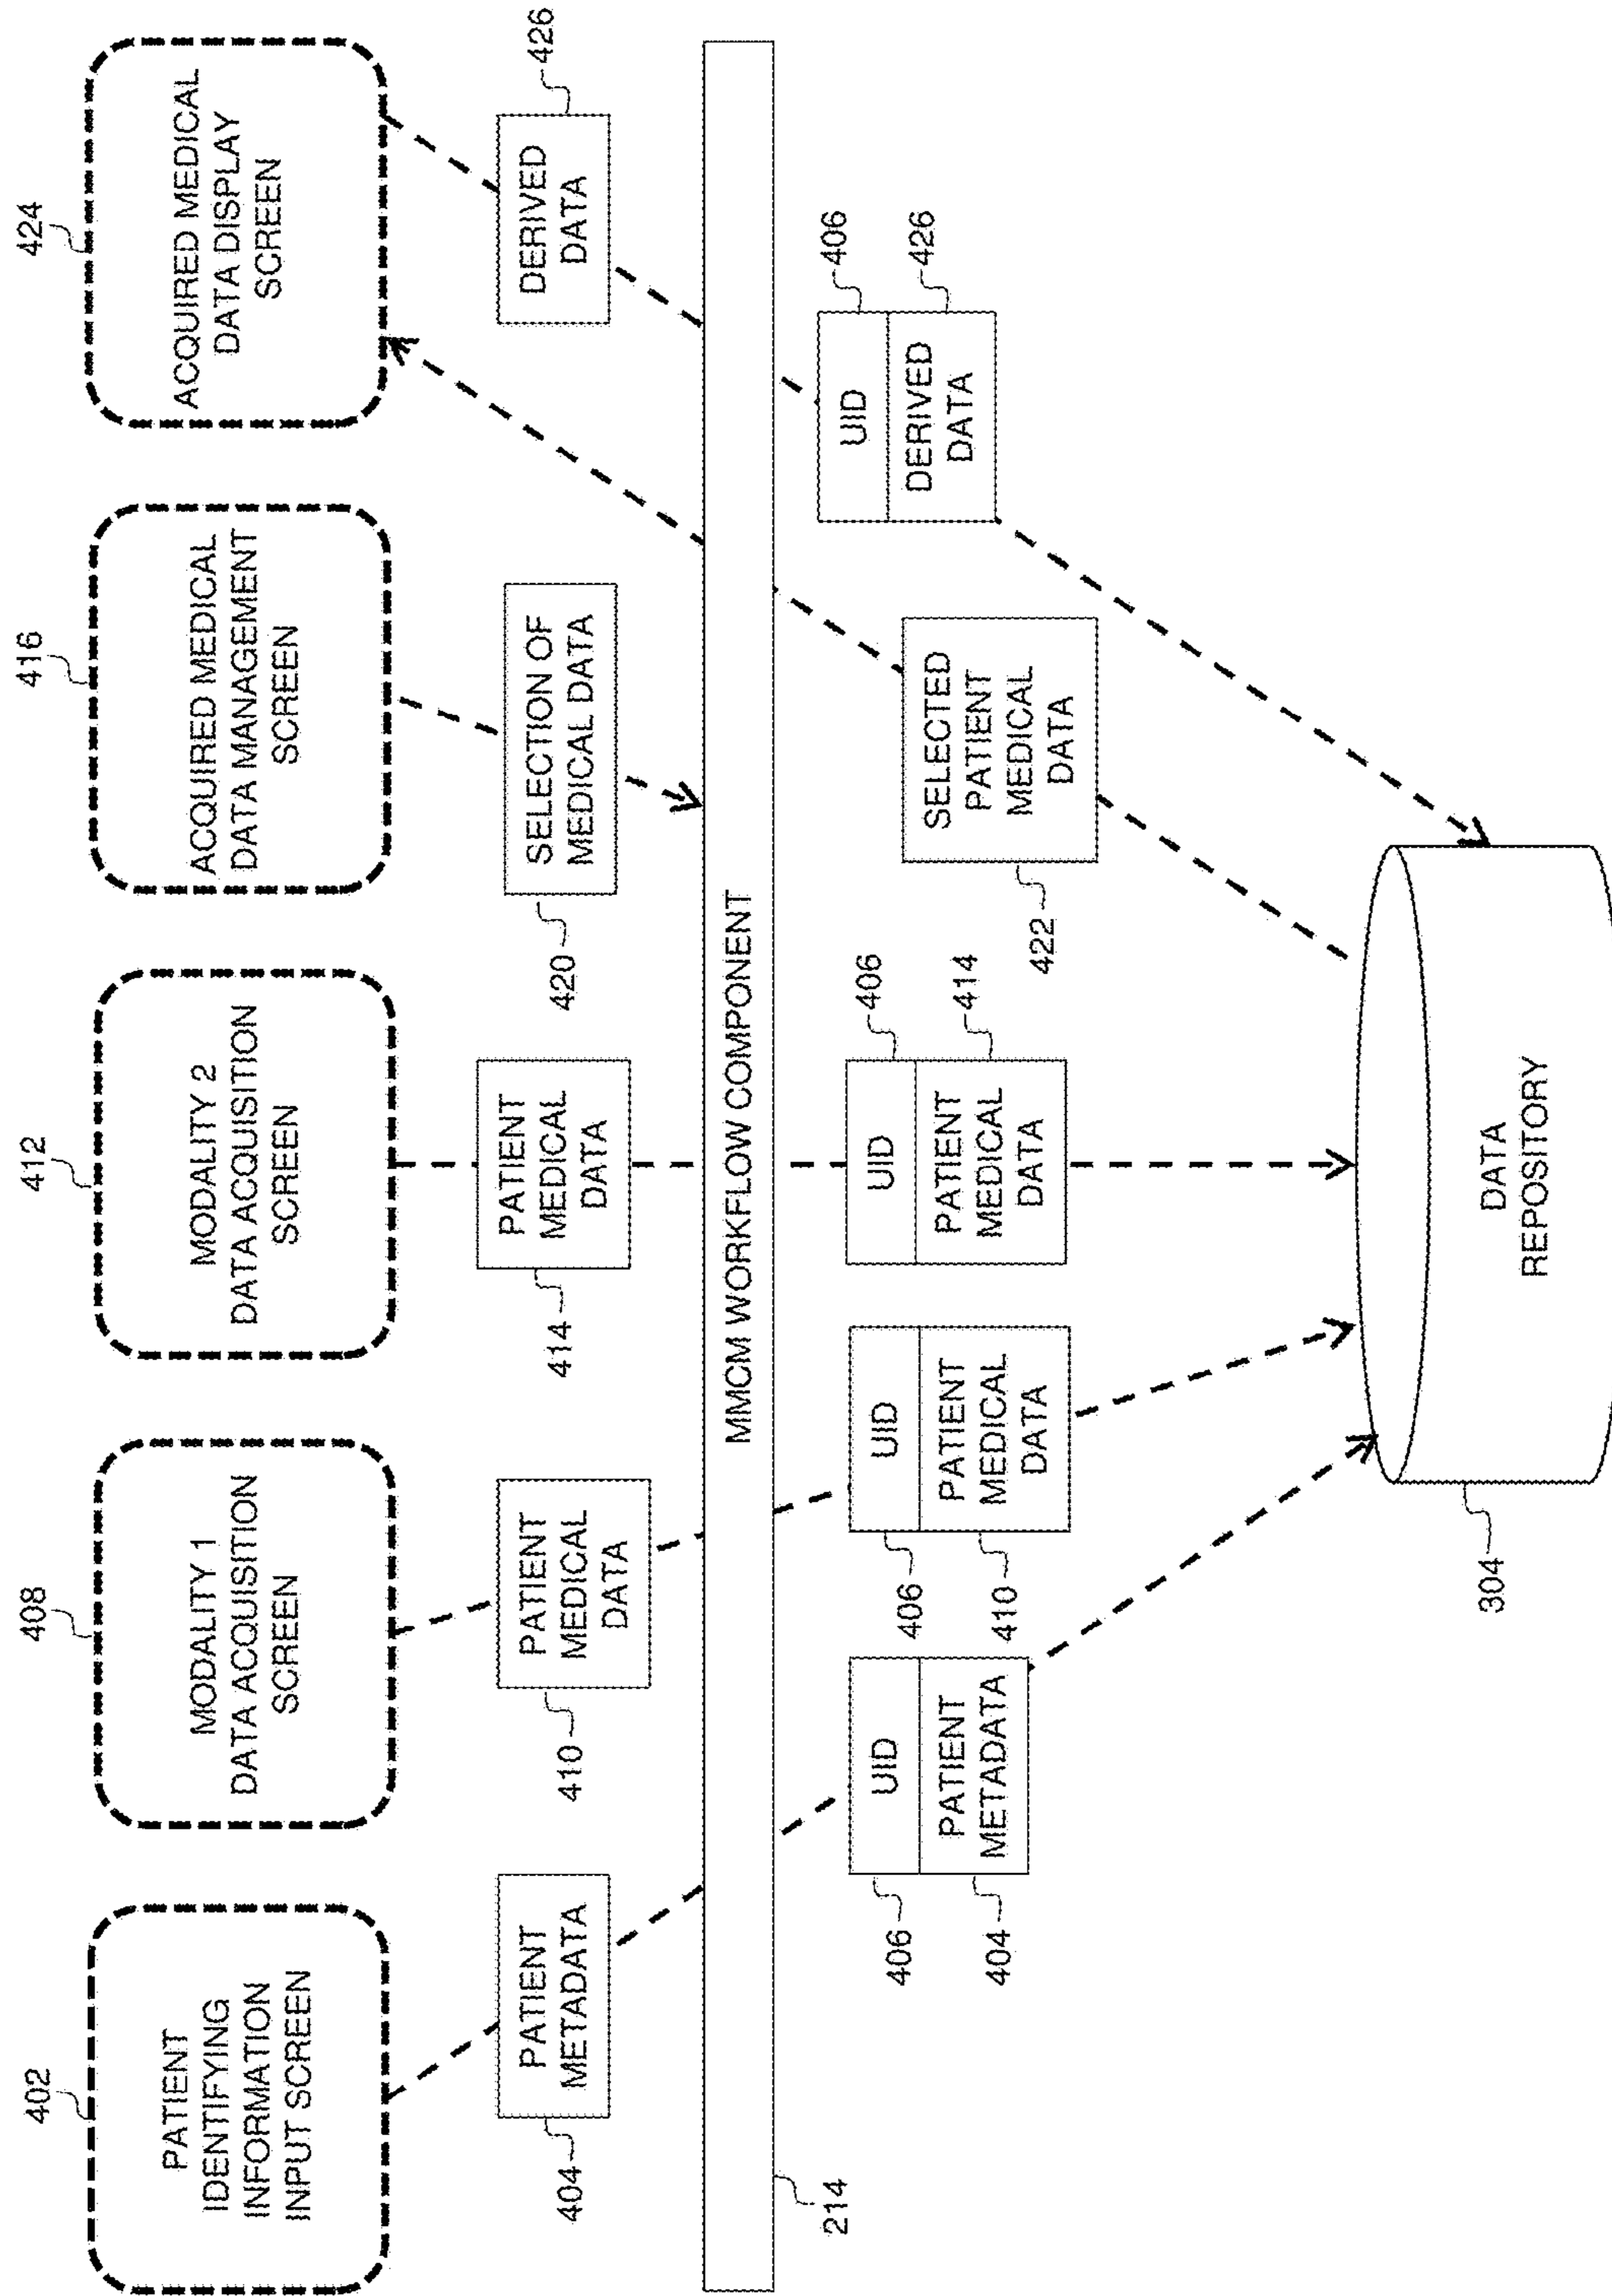 402
PATIENT
IDENTIFYING
INFORMATION
INPUT SCREEN
408
MODALITY 1
DATA ACQUISITION
SCREEN
412
MODALITY 2
DATA ACQUISITION
SCREEN
416
ACQUIRED MEDICAL
DATA MANAGEMENT
SCREEN
424
ACQUIRED MEDICAL
DATA DISPLAY
SCREEN
404
PATIENT
METADATA
410
PATIENT
MEDICAL
DATA
414
PATIENT
MEDICAL
DATA
420
SELECTION OF
MEDICAL DATA
DERIVED
DATA
426
214
MMCM WORKFLOW COMPONENT
406
UID
404
PATIENT
METADATA
406
UID
410
PATIENT
MEDICAL
DATA
UID
406
PATIENT
MEDICAL
DATA
414
422
SELECTED
PATIENT
MEDICAL
DATA
UID
406
DERIVED
DATA
426
304
DATA
REPOSITORY